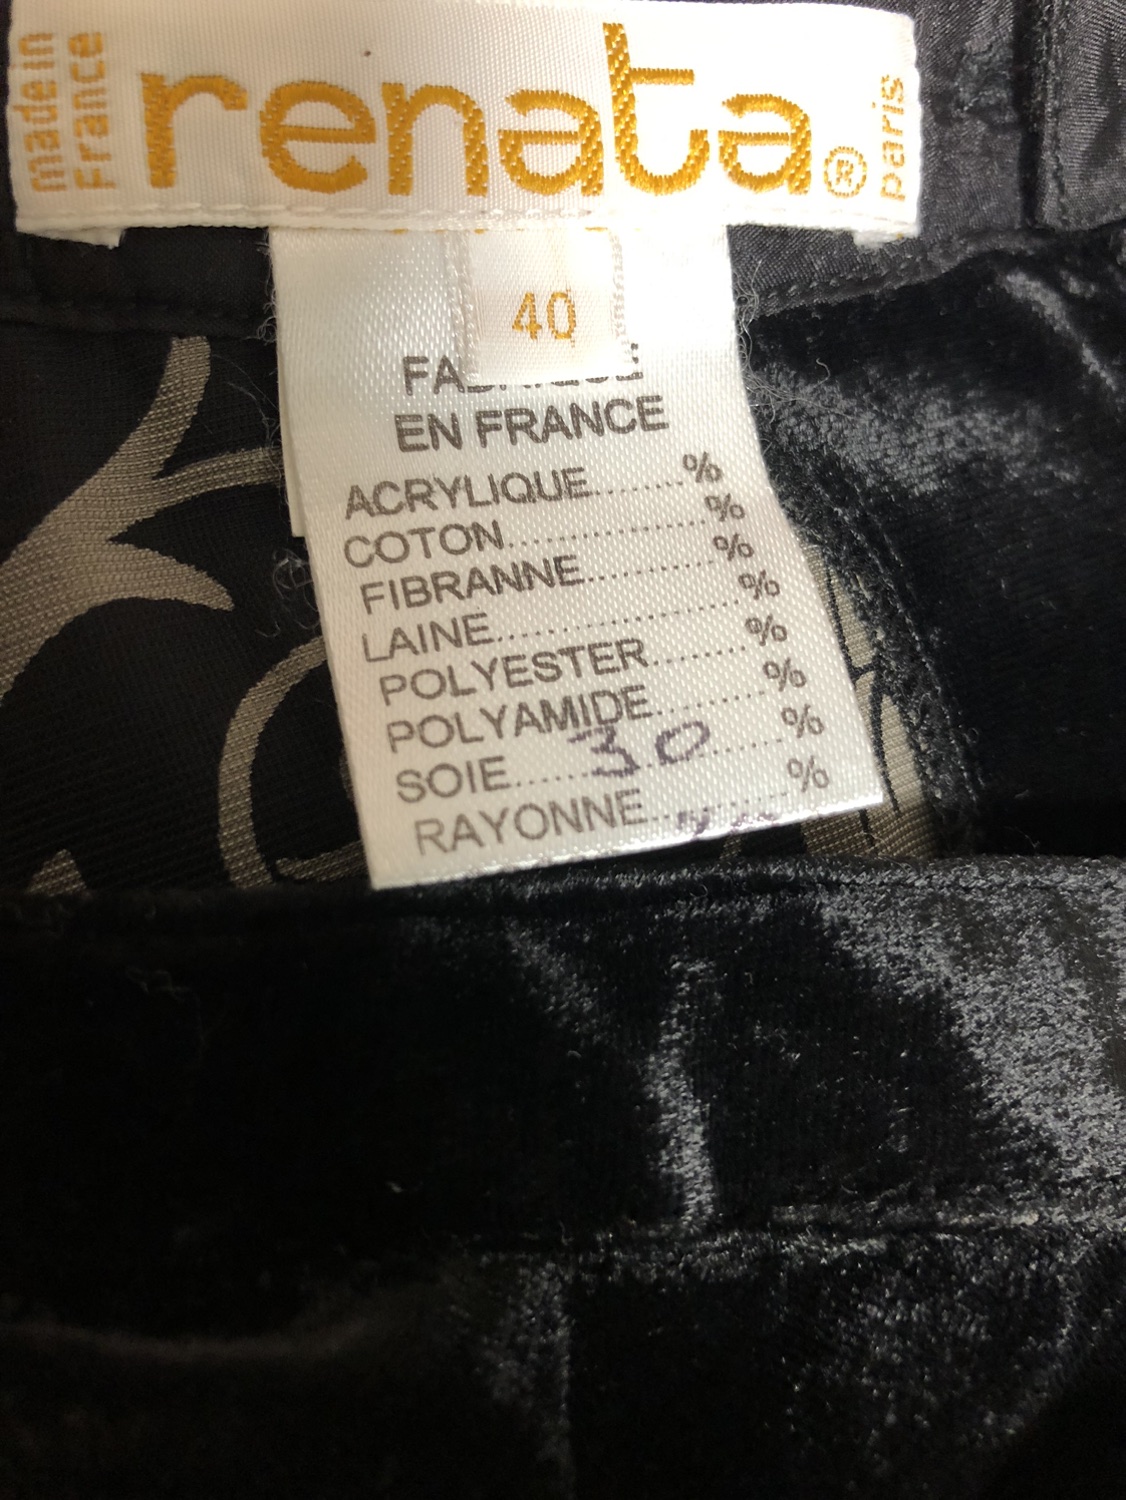 made in
France
renata®
paris
40
EN FRANCE
ACRYLIQUE..........%
COTON......................%
FIBRANNE..............%
LAINE..........................%
POLYESTER.........%
POLYAMIDE...........%
SOIE......30.......%
RAYONNE...............%